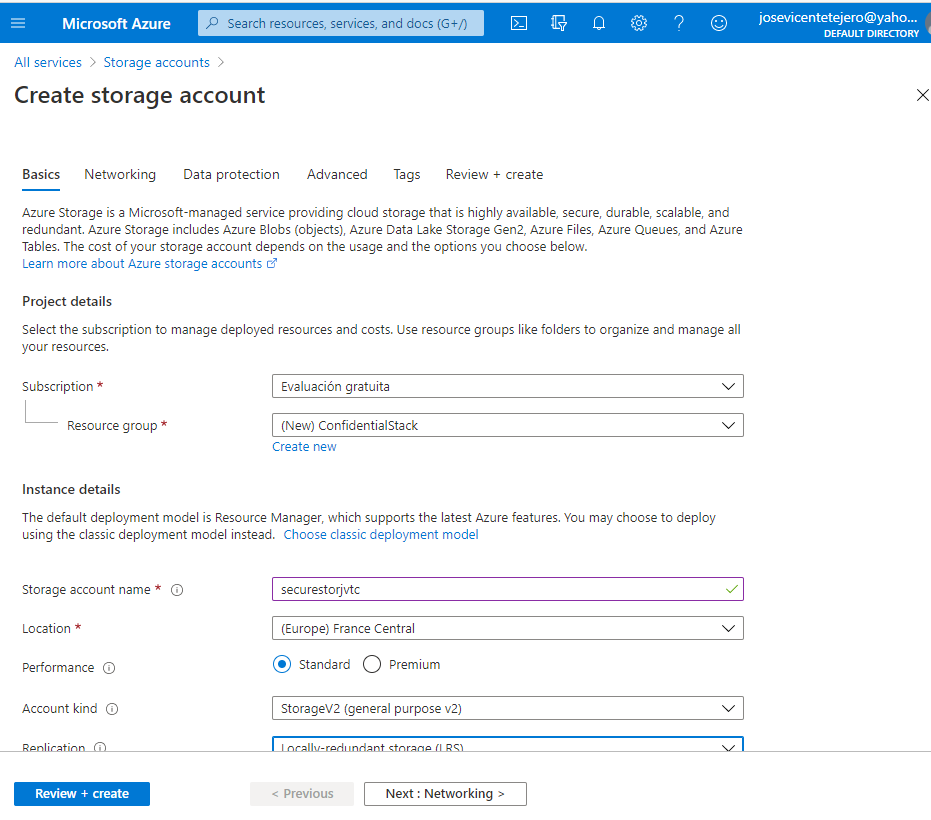 Microsoft Azure
Search resources, services, and docs (G+/)
josevicentetejero@yaho...
DEFAULT DIRECTORY
All services > Storage accounts >
Create storage account
Basics Networking Data protection Advanced Tags Review + create
Azure Storage is a Microsoft-managed service providing cloud storage that is highly available, secure, durable, scalable, and
redundant. Azure Storage includes Azure Blobs (objects), Azure Data Lake Storage Gen2, Azure Files, Azure Queues, and Azure
Tables. The cost of your storage account depends on the usage and the options you choose below.
Learn more about Azure storage accounts
Project details
Select the subscription to manage deployed resources and costs. Use resource groups like folders to organize and manage all
your resources.
Subscription *
Evaluación gratuita
Resource group *
(New) ConfidentialStack
Create new
Instance details
The default deployment model is Resource Manager, which supports the latest Azure features. You may choose to deploy
using the classic deployment model instead. Choose classic deployment model
Storage account name *
securestorjvtc
Location *
(Europe) France Central
Performance
Standard Premium
Account kind
StorageV2 (general purpose v2)
Replication
Locally-redundant storage (LRS)
Review + create
< Previous
Next : Networking >